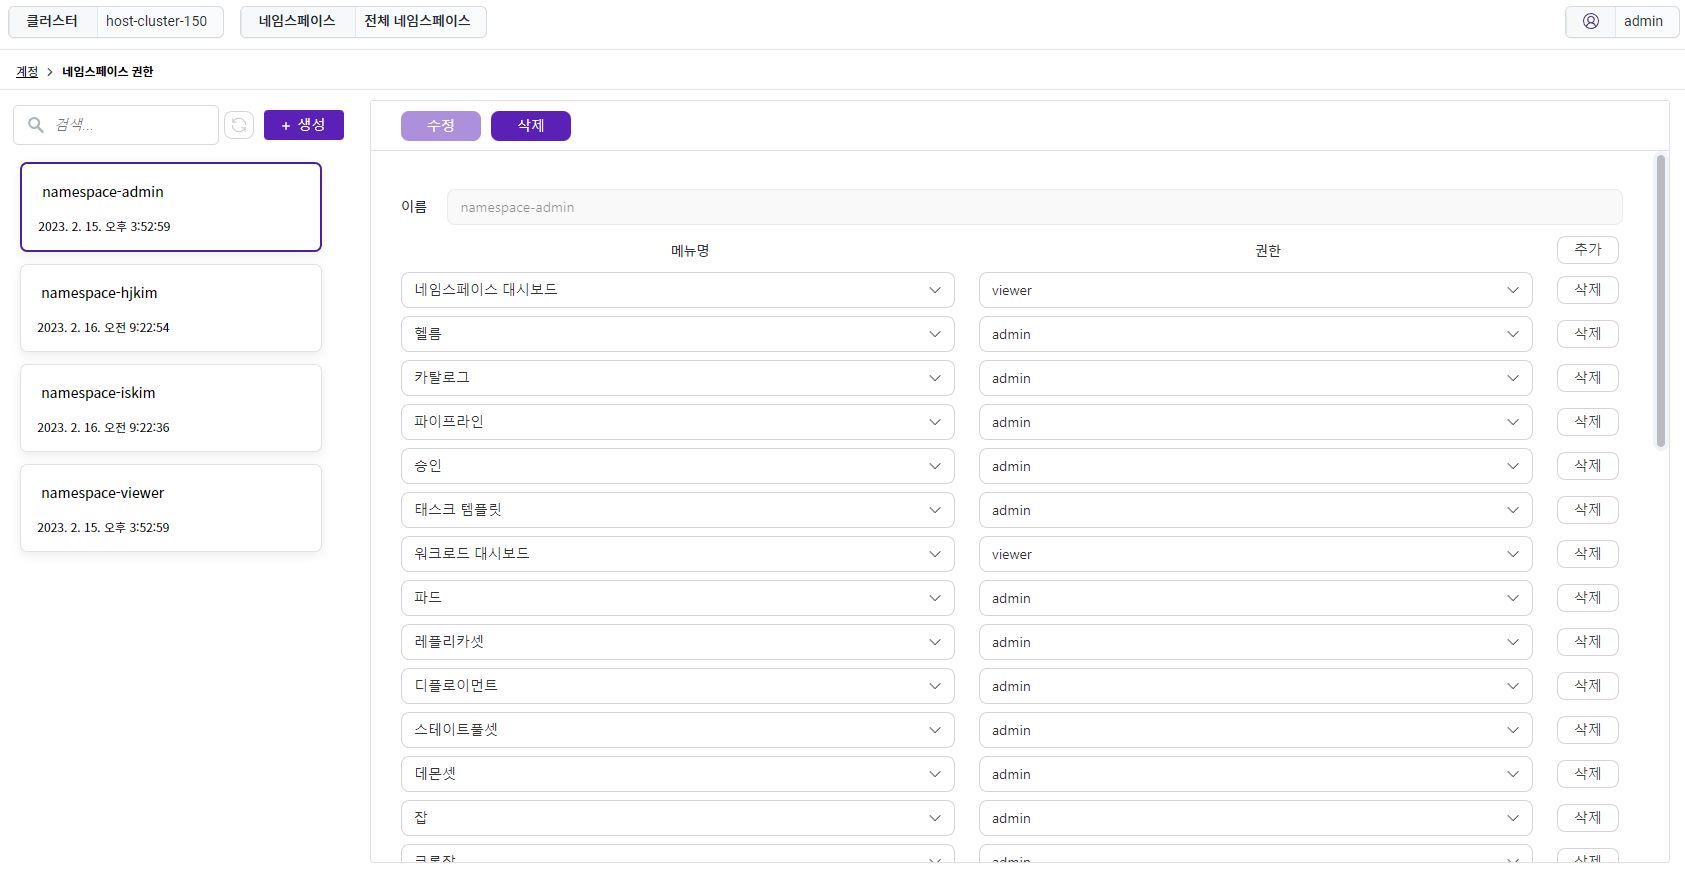 클러스터 host-cluster-150 네임스페이스 전체 네임스페이스 admin
계정 > 네임스페이스 권한
검색... + 생성 수정 삭제
namespace-admin
2023. 2. 15. 오후 3:52:59
namespace-hjkim
2023. 2. 16. 오전 9:22:54
namespace-iskim
2023. 2. 16. 오전 9:22:36
namespace-viewer
2023. 2. 15. 오후 3:52:59
이름 namespace-admin
메뉴명 권한 추가
네임스페이스 대시보드 viewer 삭제
헬름 admin 삭제
카탈로그 admin 삭제
파이프라인 admin 삭제
승인 admin 삭제
태스크 템플릿 admin 삭제
워크로드 대시보드 viewer 삭제
파드 admin 삭제
레플리카셋 admin 삭제
디플로이먼트 admin 삭제
스테이트풀셋 admin 삭제
데몬셋 admin 삭제
잡 admin 삭제
크론잡 admin 삭제